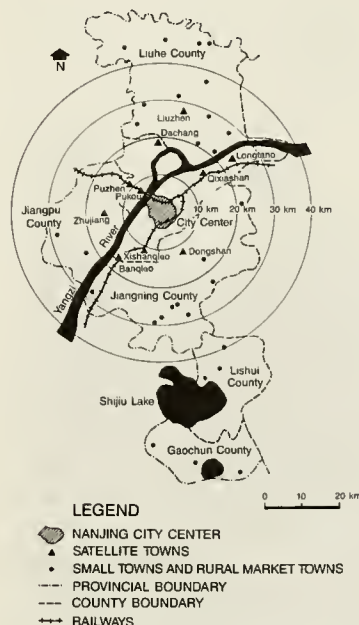 N
Liuhe County
Liuzhen
Dachang
Longtano
Qixiashan
Puzhen
Pukou
Jiangpu
County
Zhujiang
10 km
20 km
30 km
40 km
City Center
River
Yangzi
Xishanqiao
Banqiao
Dongshan
Jiangning County
Lishui
County
Shijiu Lake
Gaochun County
0
10
20 km
LEGEND
NANJING CITY CENTER
SATELLITE TOWNS
SMALL TOWNS AND RURAL MARKET TOWNS
PROVINCIAL BOUNDARY
COUNTY BOUNDARY
RAILWAYS